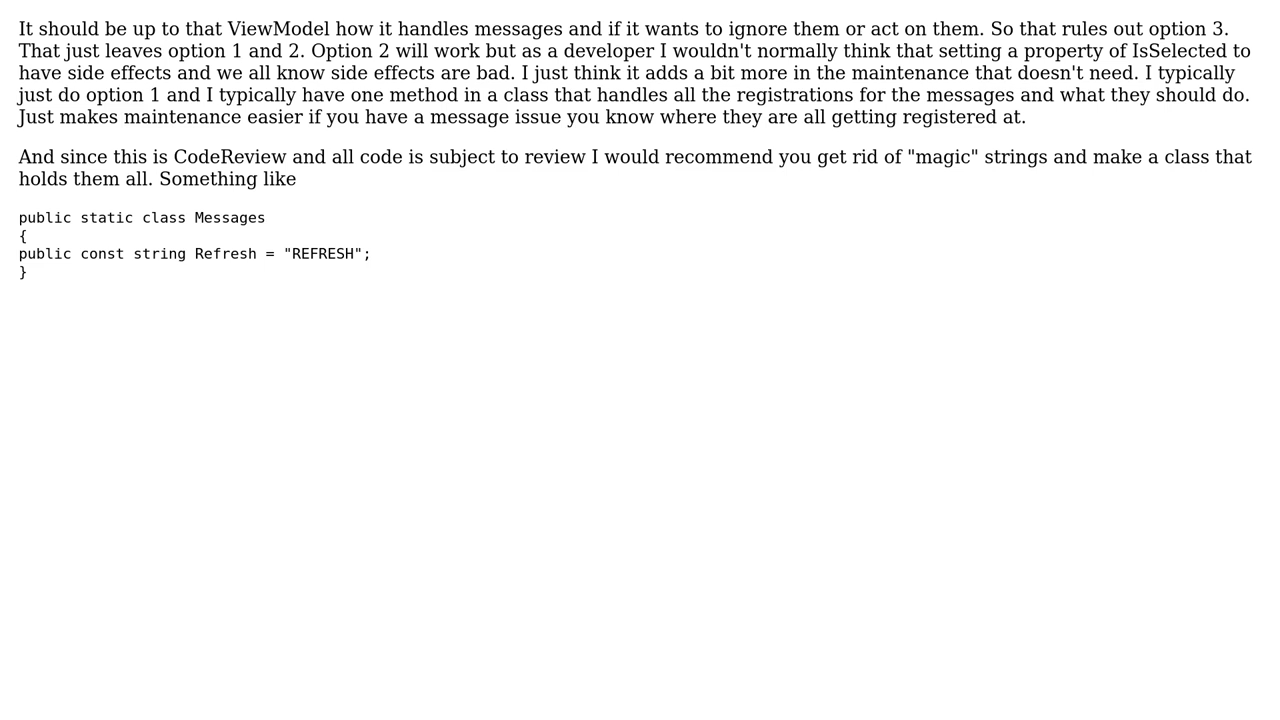 It should be up to that ViewModel how it handles messages and if it wants to ignore them or act on them. So that rules out option 3.
That just leaves option 1 and 2. Option 2 will work but as a developer I wouldn't normally think that setting a property of IsSelected to
have side effects and we all know side effects are bad. I just think it adds a bit more in the maintenance that doesn't need. I typically
just do option 1 and I typically have one method in a class that handles all the registrations for the messages and what they should do.
Just makes maintenance easier if you have a message issue you know where they are all getting registered at.
And since this is CodeReview and all code is subject to review I would recommend you get rid of "magic" strings and make a class that
holds them all. Something like
public static class Messages
{
public const string Refresh = "REFRESH";
}